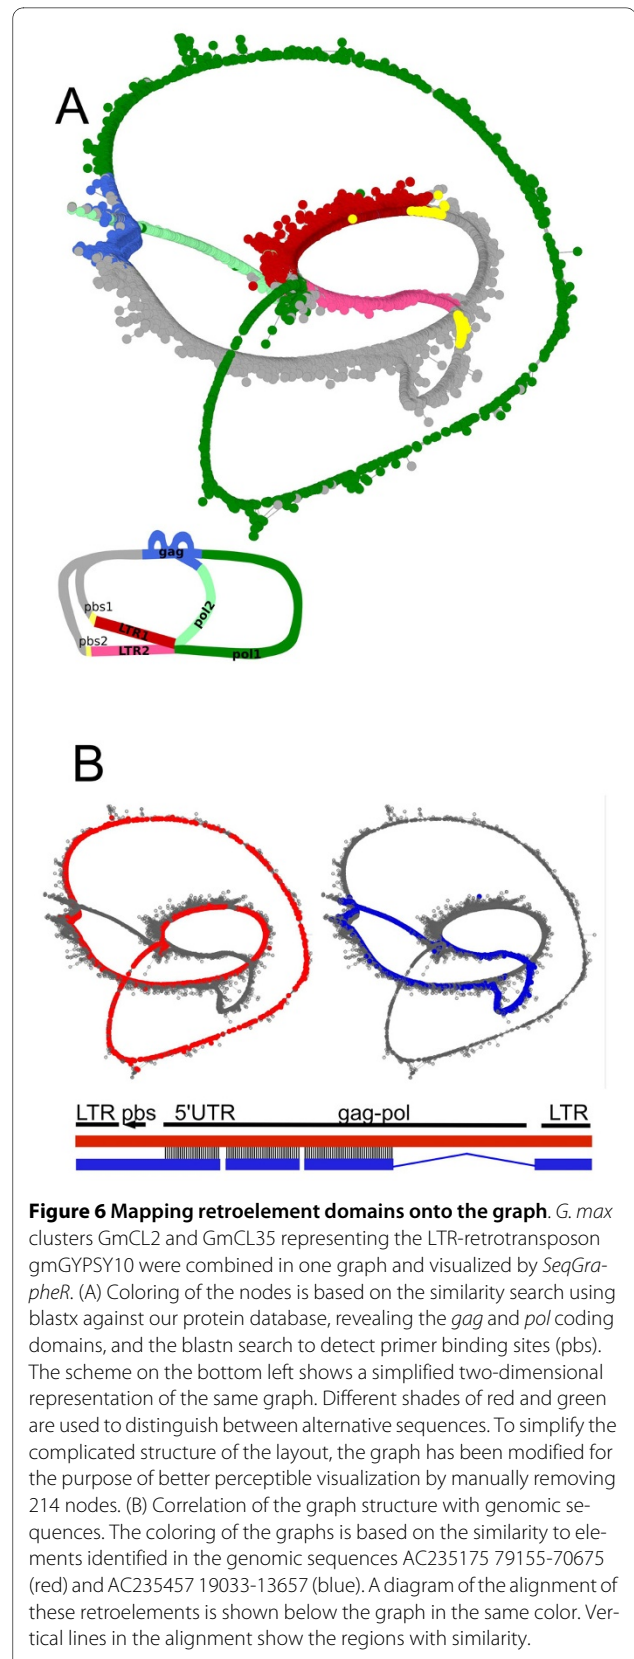 A
gag
pol2
pbs1
LTR1
pbs2
LTR2
pol1
B
LTR pbs 5'UTR gag-pol LTR
Figure 6 Mapping retroelement domains onto the graph. G. max
clusters GmCL2 and GmCL35 representing the LTR-retrotransposon
gmGYPSY10 were combined in one graph and visualized by SeqGra-
pheR. (A) Coloring of the nodes is based on the similarity search using
blastx against our protein database, revealing the gag and pol coding
domains, and the blastn search to detect primer binding sites (pbs).
The scheme on the bottom left shows a simplified two-dimensional
representation of the same graph. Different shades of red and green
are used to distinguish between alternative sequences. To simplify the
complicated structure of the layout, the graph has been modified for
the purpose of better perceptible visualization by manually removing
214 nodes. (B) Correlation of the graph structure with genomic se-
quences. The coloring of the graphs is based on the similarity to ele-
ments identified in the genomic sequences AC235175 79155-70675
(red) and AC235457 19033-13657 (blue). A diagram of the alignment of
these retroelements is shown below the graph in the same color. Ver-
tical lines in the alignment show the regions with similarity.